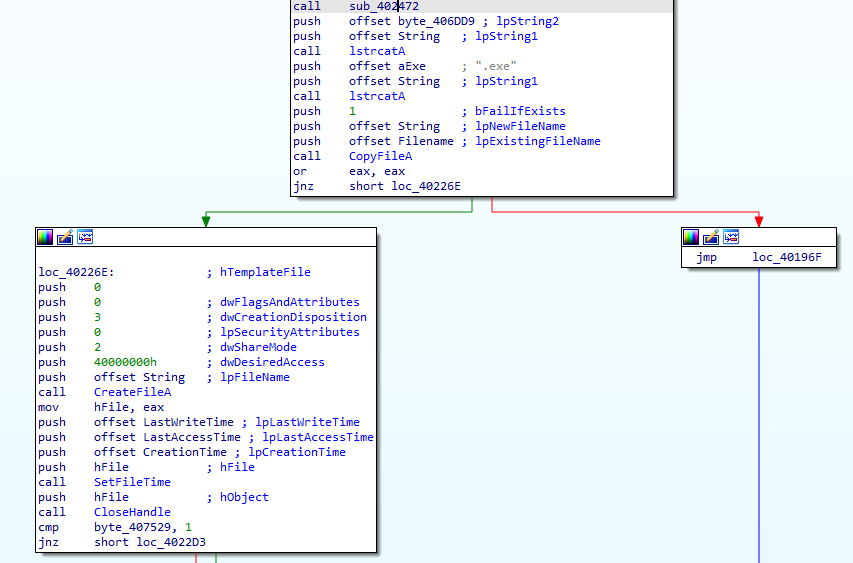 call    sub_402472
push    offset byte_406DD9 ; lpString2
push    offset String   ; lpString1
call    lstrcatA
push    offset aExe     ; ".exe"
push    offset String   ; lpString1
call    lstrcatA
push    1               ; bFailIfExists
push    offset String   ; lpNewFileName
push    offset Filename ; lpExistingFileName
call    CopyFileA
or      eax, eax
jnz     short loc_40226E
loc_40226E:             ; hTemplateFile
push    0
push    0               ; dwFlagsAndAttributes
push    3               ; dwCreationDisposition
push    0               ; lpSecurityAttributes
push    2               ; dwShareMode
push    40000000h       ; dwDesiredAccess
push    offset String   ; lpFileName
call    CreateFileA
mov     hFile, eax
push    offset LastWriteTime ; lpLastWriteTime
push    offset LastAccessTime ; lpLastAccessTime
push    offset CreationTime ; lpCreationTime
push    hFile           ; hFile
call    SetFileTime
push    hFile           ; hObject
call    CloseHandle
cmp     byte_407529, 1
jnz     short loc_4022D3
jmp     loc_40196F